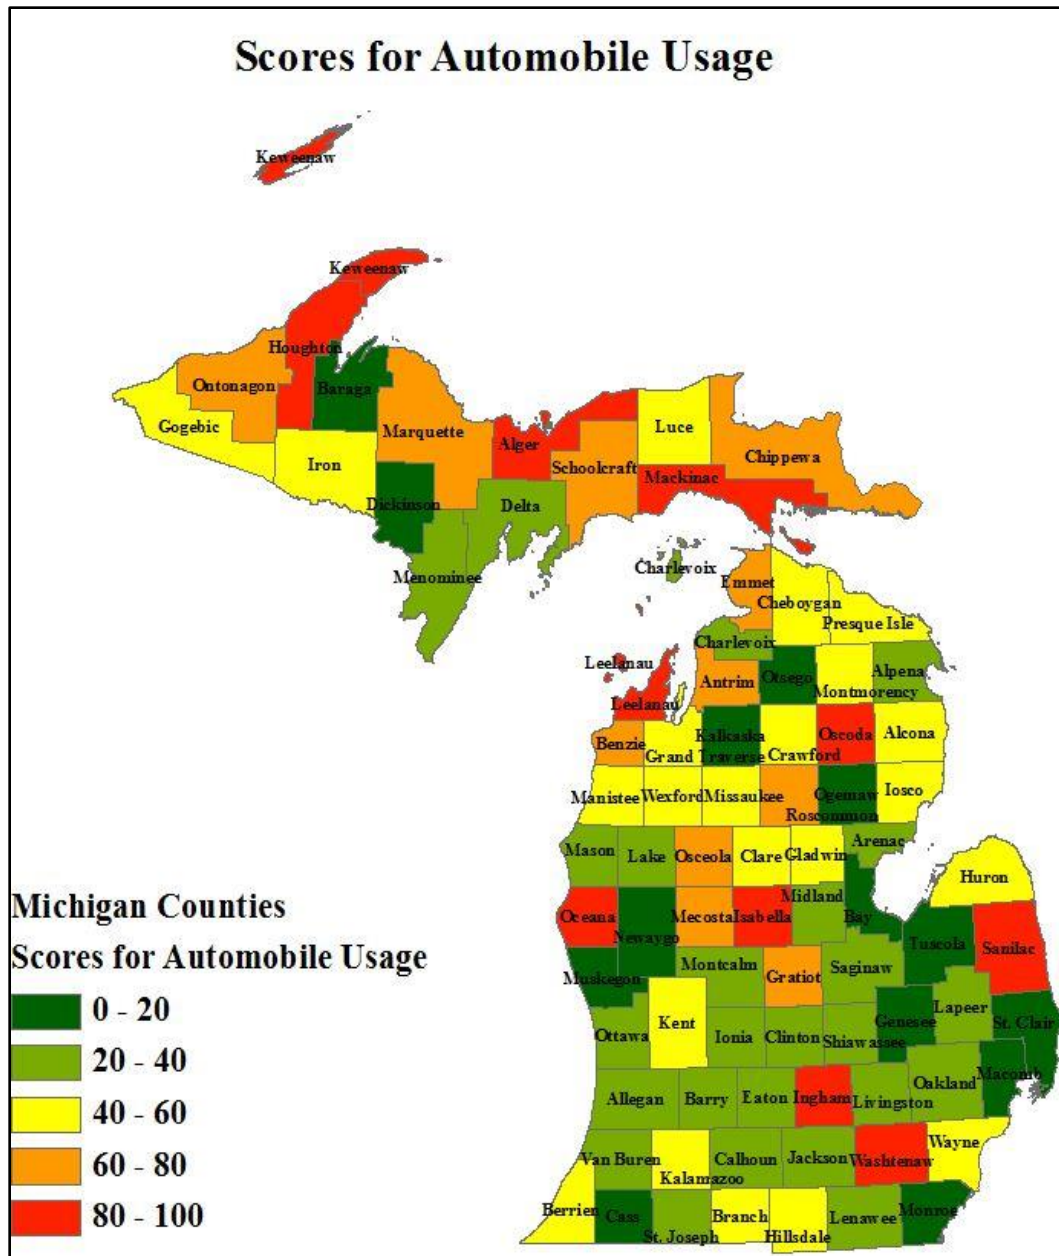 Scores for Automobile Usage
Keweenaw
Keweenaw
Houghton
Ontonagon
Baraga
Gogebic
Marquette
Luce
Alger
Chippewa
Iron
Schoolcraft
Mackinac
Dickinson
Delta
Menominee
Charlevoix
Emmet
Cheboygan
Presque Isle
Charlevoix
Leelanau
Otsego
Alpena
Antrim
Montmorency
Leelanau
Benzie
Kalkaska
Oscoda
Alcona
Grand Traverse
Crawford
Manistee
Wexford
Missaukee
Ogemaw
Iosco
Roscommon
Arenac
Mason
Lake
Osceola
Clare
Gladwin
Huron
Midland
Michigan Counties
Oceana
Mecosta
Isabella
Bay
Newaygo
Tuscola
Sanilac
Scores for Automobile Usage
Muskegon
Montcalm
Gratiot
Saginaw
0 - 20
Lapeer
Kent
Genesee
St. Clair
Ottawa
Ionia
Clinton
Shiawassee
20 - 40
Macomb
Oakland
Allegan
Barry
Eaton
Ingham
Livingston
40 - 60
Wayne
Van Buren
Calhoun
Jackson
Washtenaw
60 - 80
Kalamazoo
Berrien
Cass
Branch
Lenawee
Monroe
80 - 100
St. Joseph
Hillsdale